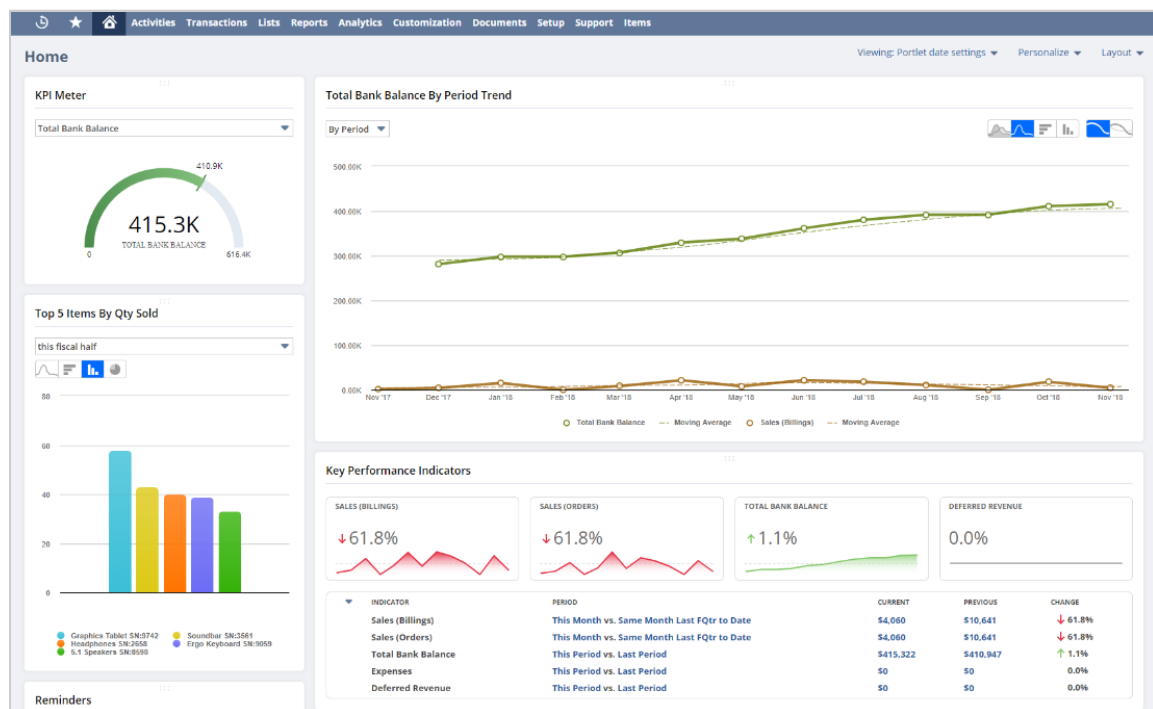 Activities Transactions Lists Reports Analytics Customization Documents Setup Support Items
Home
Viewing: Portlet date settings Personalize Layout
KPI Meter
Total Bank Balance
410.9K
415.3K
TOTAL BANK BALANCE
0 616.4K
Top 5 Items By Qty Sold
this fiscal half
80
60
40
20
0
Graphics Tablet SN:9742 Soundbar SN:3561
Headphones SN:2658 Ergo Keyboard SN:9059
5.1 Speakers SN:8590
Reminders
Total Bank Balance By Period Trend
By Period
500.00K
400.00K
300.00K
200.00K
100.00K
0.00K
Nov '17 Dec '17 Jan '18 Feb '18 Mar '18 Apr '18 May '18 Jun '18 Jul '18 Aug '18 Sep '18 Oct '18 Nov '18
Total Bank Balance Moving Average Sales (Billings) Moving Average
Key Performance Indicators
SALES (BILLINGS)
61.8%
SALES (ORDERS)
61.8%
TOTAL BANK BALANCE
1.1%
DEFERRED REVENUE
0.0%
INDICATOR PERIOD CURRENT PREVIOUS CHANGE
Sales (Billings) This Month vs. Same Month Last FQtr to Date $4,060 $10,641 61.8%
Sales (Orders) This Month vs. Same Month Last FQtr to Date $4,060 $10,641 61.8%
Total Bank Balance This Period vs. Last Period $415,322 $410,947 1.1%
Expenses This Period vs. Last Period $0 $0 0.0%
Deferred Revenue This Period vs. Last Period $0 $0 0.0%